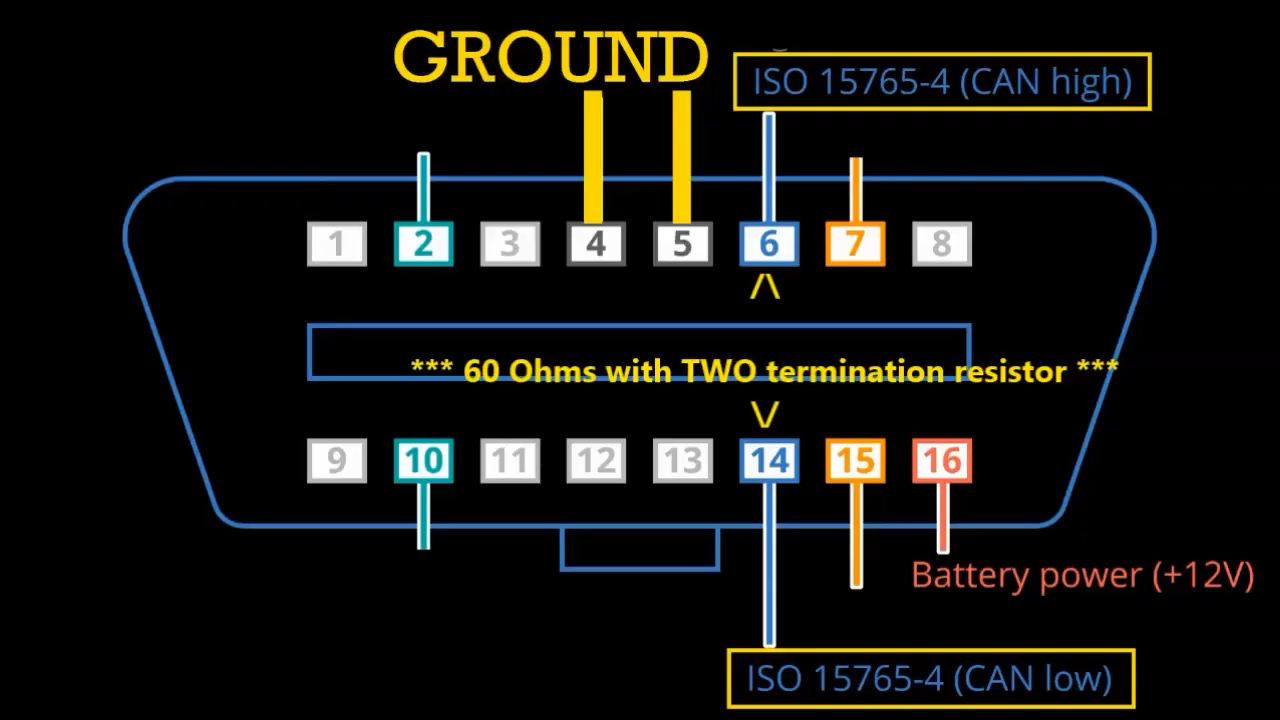 GROUND
ISO 15765-4 (CAN high)
1 2 3 4 5 6 7 8
/\
*** 60 Ohms with TWO termination resistor ***
\/
9 10 11 12 13 14 15 16
Battery power (+12V)
ISO 15765-4 (CAN low)